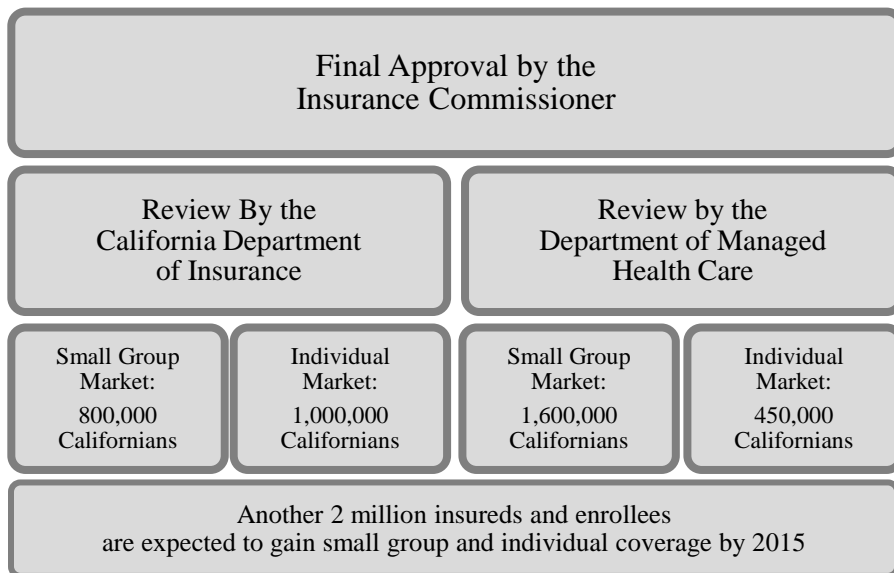 Final Approval by the
Insurance Commissioner
Review By the
California Department
of Insurance
Review by the
Department of Managed
Health Care
Small Group
Market:
800,000
Californians
Individual
Market:
1,000,000
Californians
Small Group
Market:
1,600,000
Californians
Individual
Market:
450,000
Californians
Another 2 million insureds and enrollees
are expected to gain small group and individual coverage by 2015